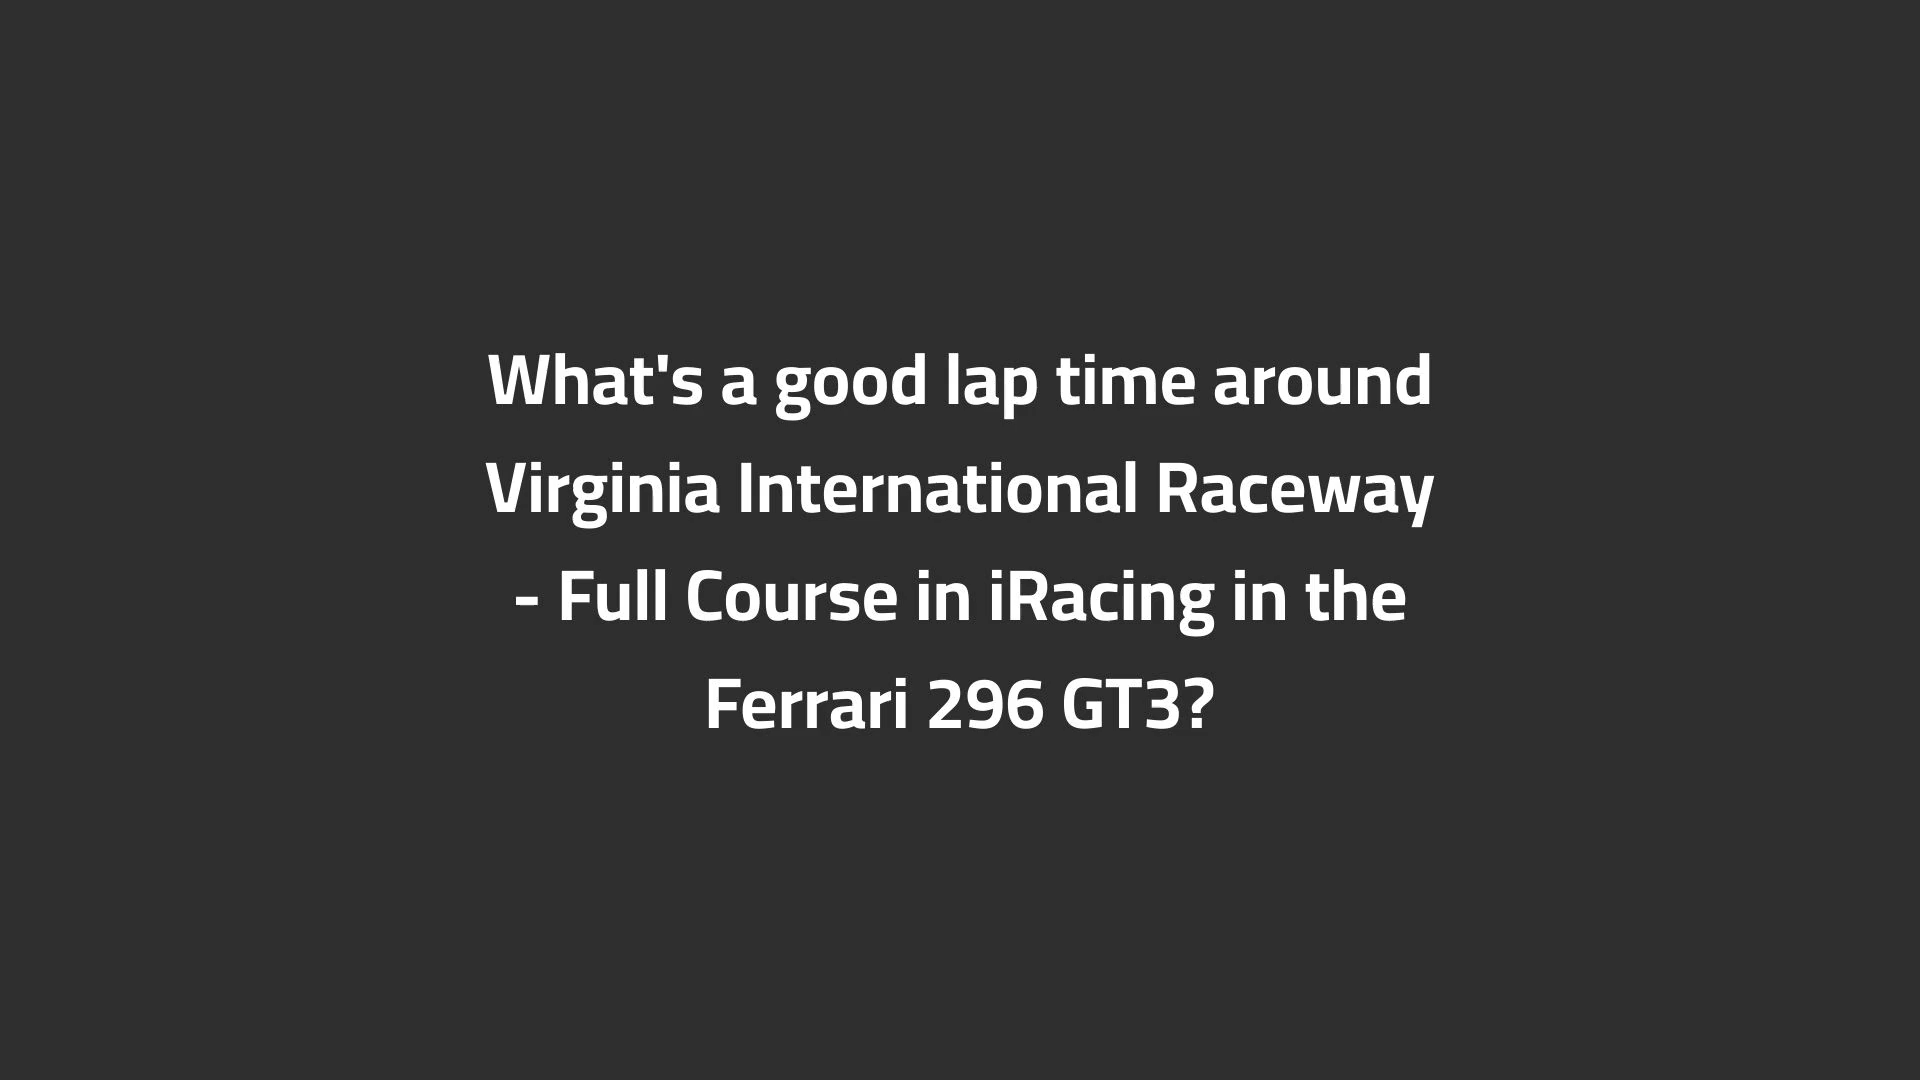 What's a good lap time around
Virginia International Raceway
- Full Course in iRacing in the
Ferrari 296 GT3?